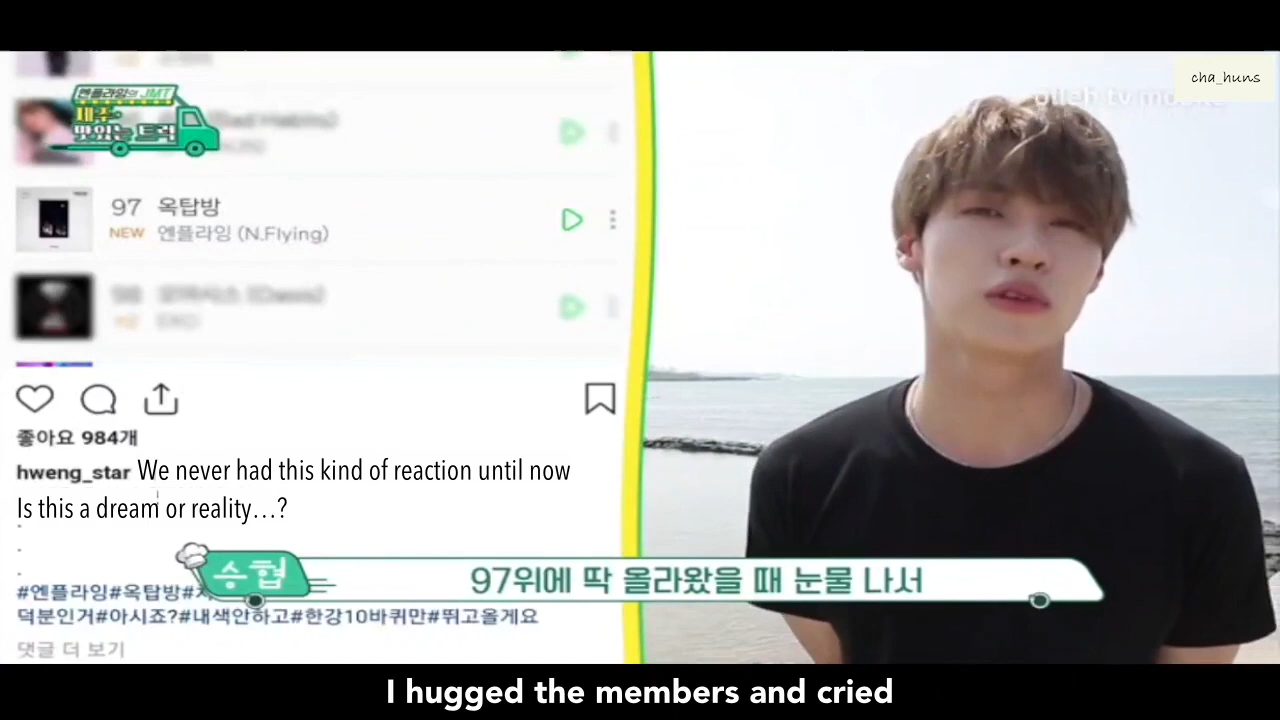 엔플라잉의 JMT
제주
맛있는 트럭
cha_huns
olleh tv mobile
97 옥탑방
NEW 엔플라잉 (N.Flying)
좋아요 984개
hweng_star We never had this kind of reaction until now
Is this a dream or reality...?
#엔플라잉#옥탑방
덕분인거#아시죠?#내색안하고#한강10바퀴만#뛰고올게요
댓글 더 보기
승협
97위에 딱 올라왔을 때 눈물 나서
I hugged the members and cried